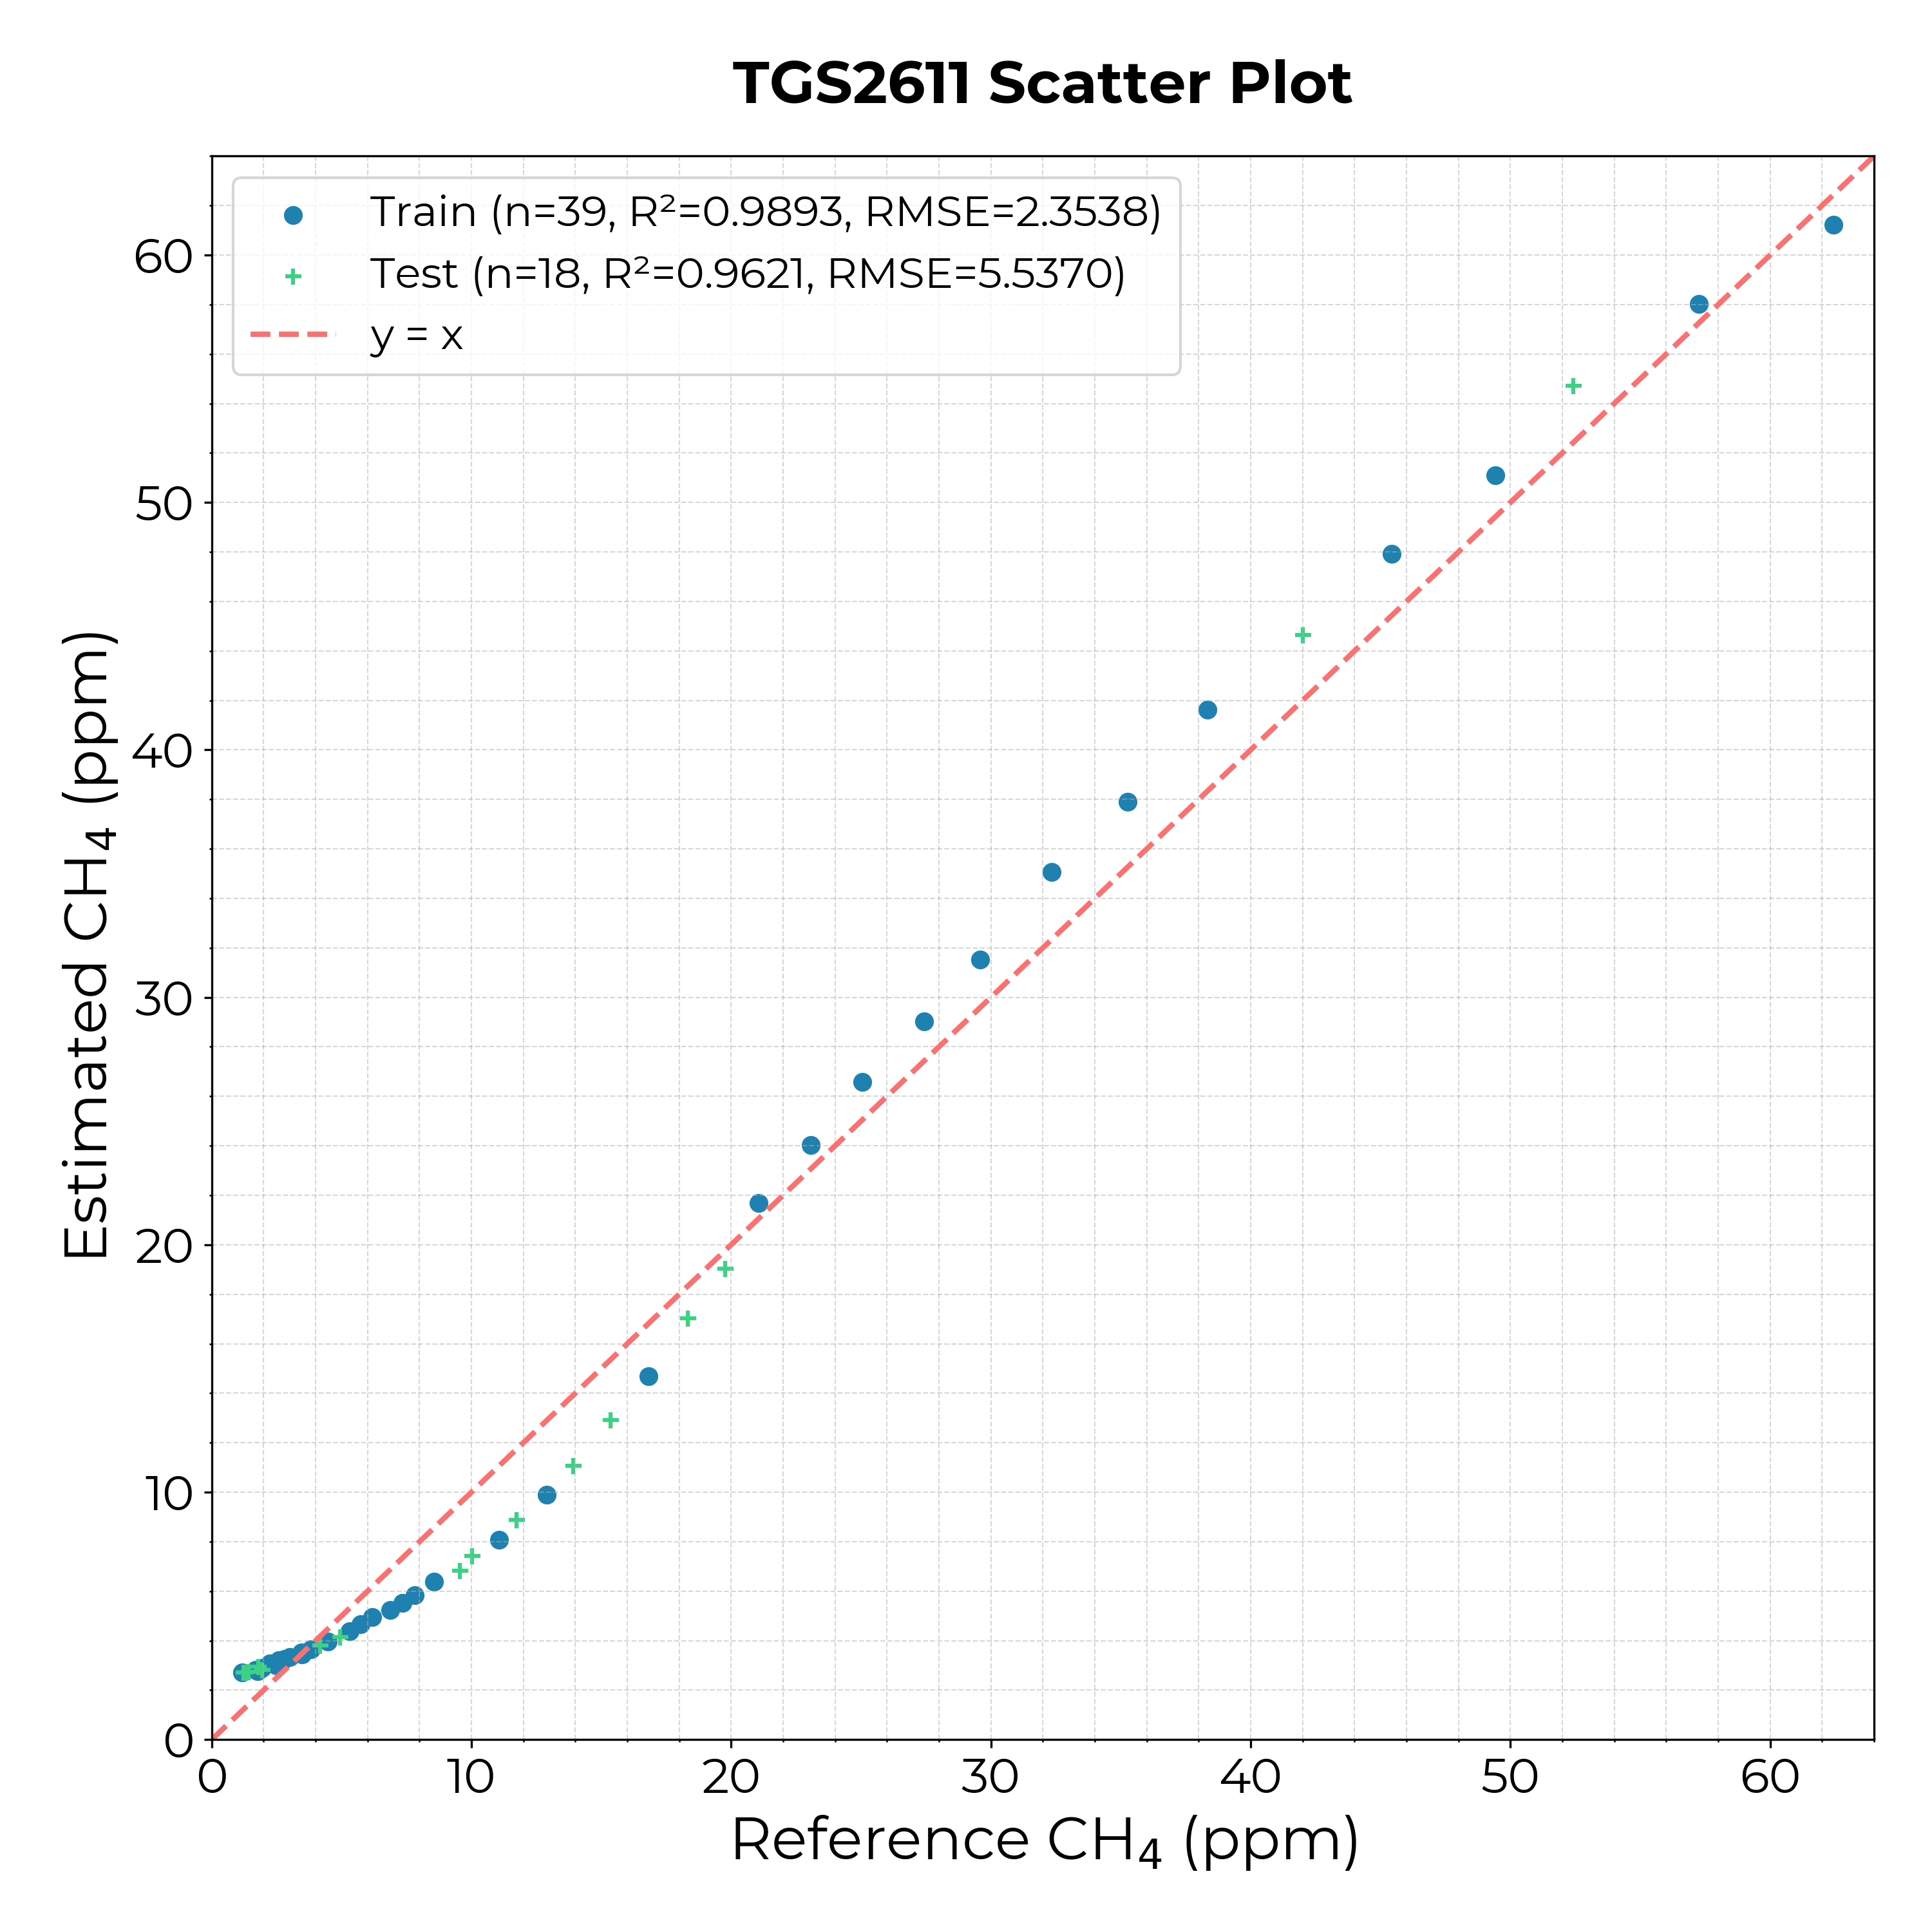 TGS2611 Scatter Plot
Train (n=39, R²=0.9893, RMSE=2.3538)
Test (n=18, R²=0.9621, RMSE=5.5370)
y = x
Estimated CH₄ (ppm)
60
50
40
30
20
10
0
0 10 20 30 40 50 60
Reference CH₄ (ppm)